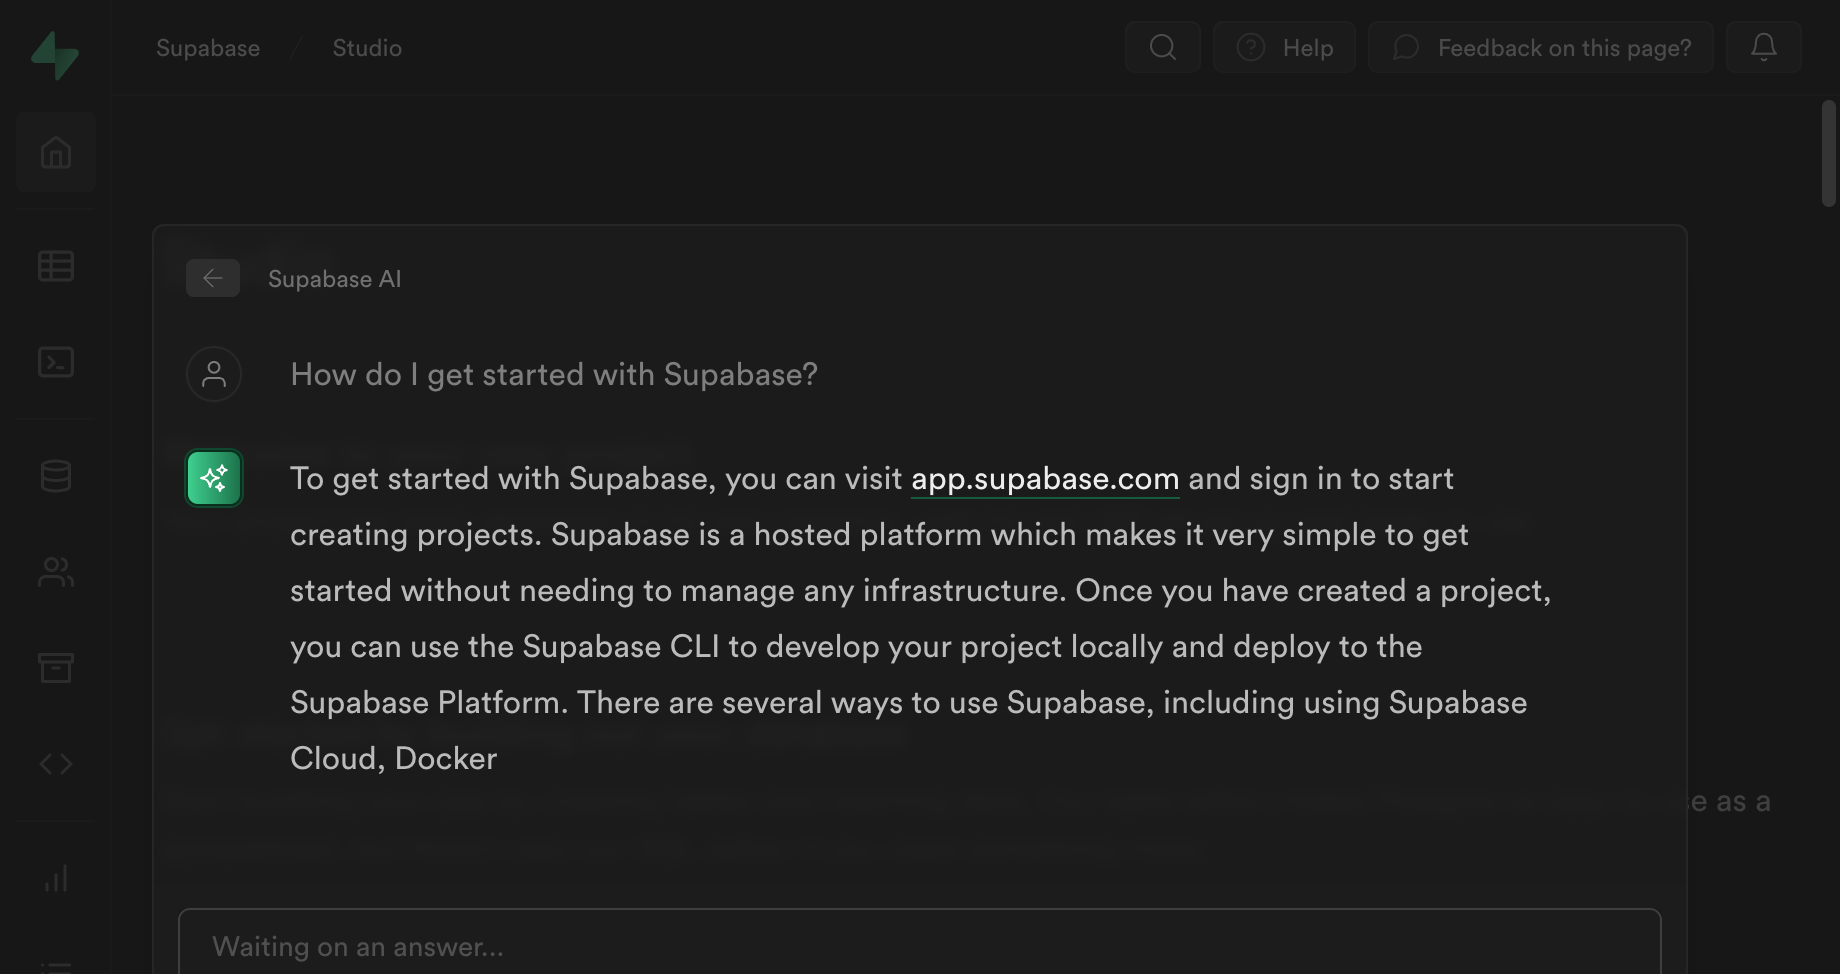 Supabase / Studio
Help
Feedback on this page?
Supabase AI
How do I get started with Supabase?
To get started with Supabase, you can visit app.supabase.com and sign in to start
creating projects. Supabase is a hosted platform which makes it very simple to get
started without needing to manage any infrastructure. Once you have created a project,
you can use the Supabase CLI to develop your project locally and deploy to the
Supabase Platform. There are several ways to use Supabase, including using Supabase
Cloud, Docker
as a
Waiting on an answer...